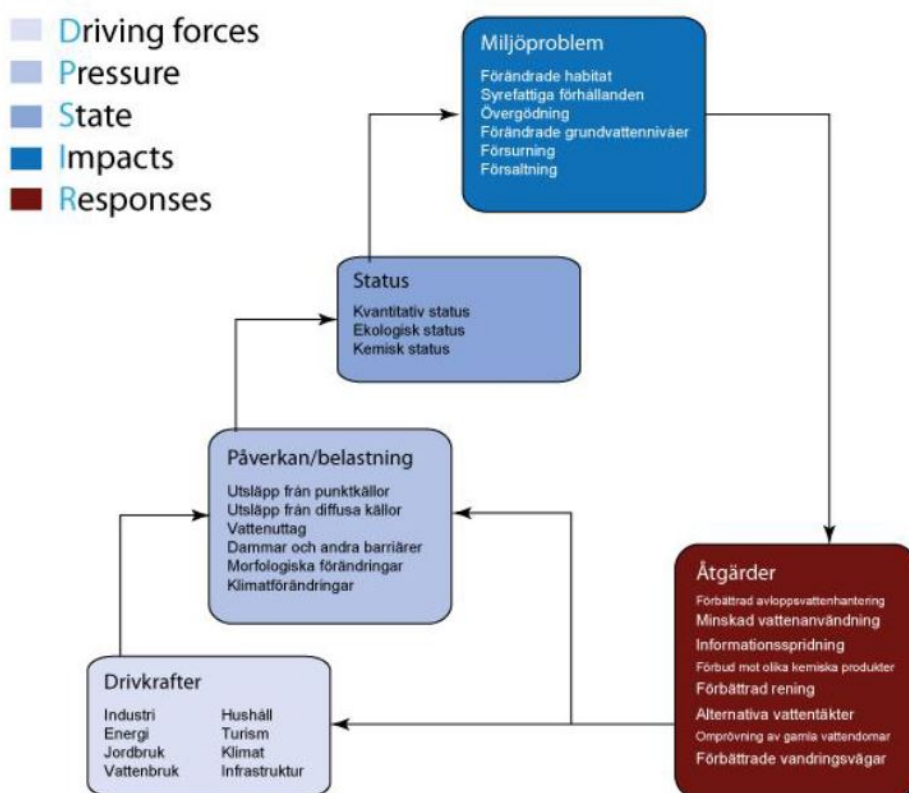 Driving forces
Pressure
State
Impacts
Responses
Miljöproblem
Förändrade habitat
Syrefattiga förhållanden
Övergödning
Förändrade grundvattennivåer
Försurning
Försaltning
Status
Kvantitativ status
Ekologisk status
Kemisk status
Påverkan/belastning
Utsläpp från punktkällor
Utsläpp från diffusa källor
Vattenuttag
Dammar och andra barriärer
Morfologiska förändringar
Klimatförändringar
Drivkrafter
Industri Hushåll
Energi Turism
Jordbruk Klimat
Vattenbruk Infrastruktur
Åtgärder
Förbättrad avloppsvattenhantering
Minskad vattenanvändning
Informationsspridning
Förbud mot olika kemiska produkter
Förbättrad rening
Alternativa vattentäkter
Omprövning av gamla vattendomar
Förbättrade vandringsvägar